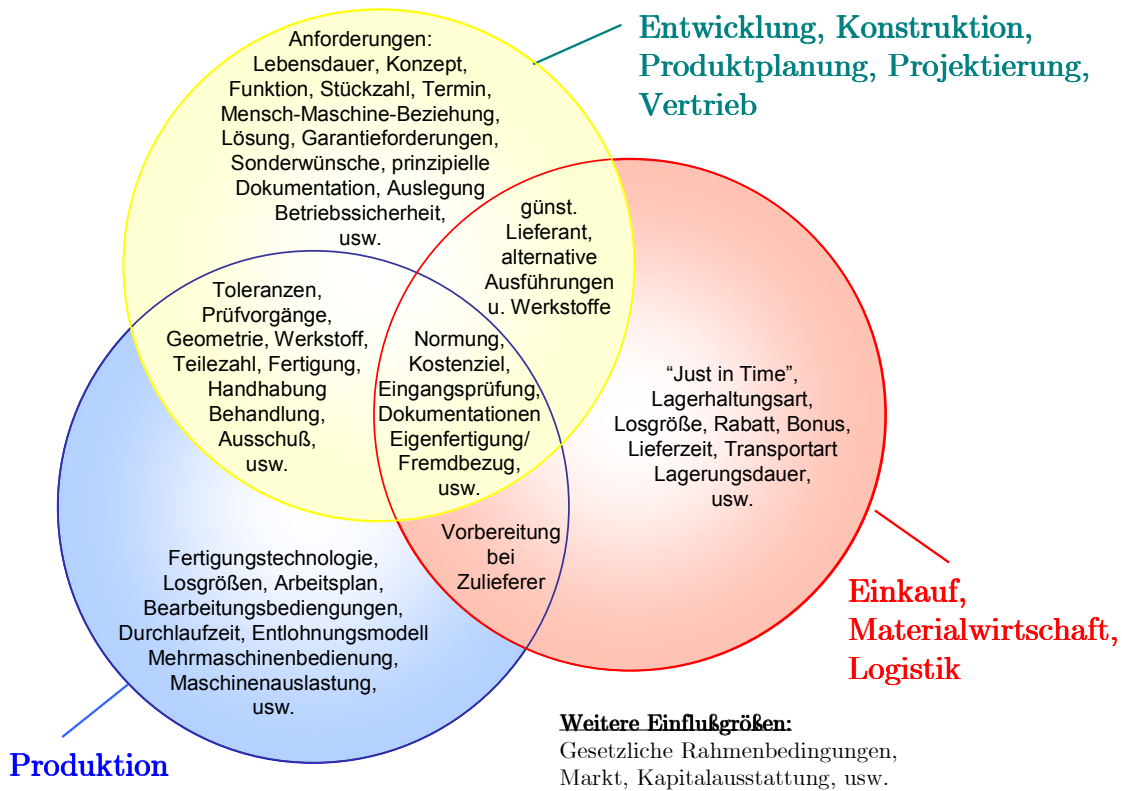 Entwicklung, Konstruktion,
Produktplanung, Projektierung,
Vertrieb
Anforderungen:
Lebensdauer, Konzept,
Funktion, Stückzahl, Termin,
Mensch-Maschine-Beziehung,
Lösung, Garantieforderungen,
Sonderwünsche, prinzipielle
Dokumentation, Auslegung
Betriebssicherheit,
usw.
günst.
Lieferant,
alternative
Ausführungen
u. Werkstoffe
Toleranzen,
Prüfvorgänge,
Geometrie, Werkstoff,
Teilezahl, Fertigung,
Handhabung
Behandlung,
Ausschuß,
usw.
Normung,
Kostenziel,
Eingangsprüfung,
Dokumentationen
Eigenfertigung/
Fremdbezug,
usw.
“Just in Time”,
Lagerhaltungsart,
Losgröße, Rabatt, Bonus,
Lieferzeit, Transportart
Lagerungsdauer,
usw.
Vorbereitung
bei
Zulieferer
Fertigungstechnologie,
Losgrößen, Arbeitsplan,
Bearbeitungsbediengungen,
Durchlaufzeit, Entlohnungsmodell
Mehrmaschinenbedienung,
Maschinenauslastung,
usw.
Einkauf,
Materialwirtschaft,
Logistik
Produktion
Weitere Einflußgrößen:
Gesetzliche Rahmenbedingungen,
Markt, Kapitalausstattung, usw.